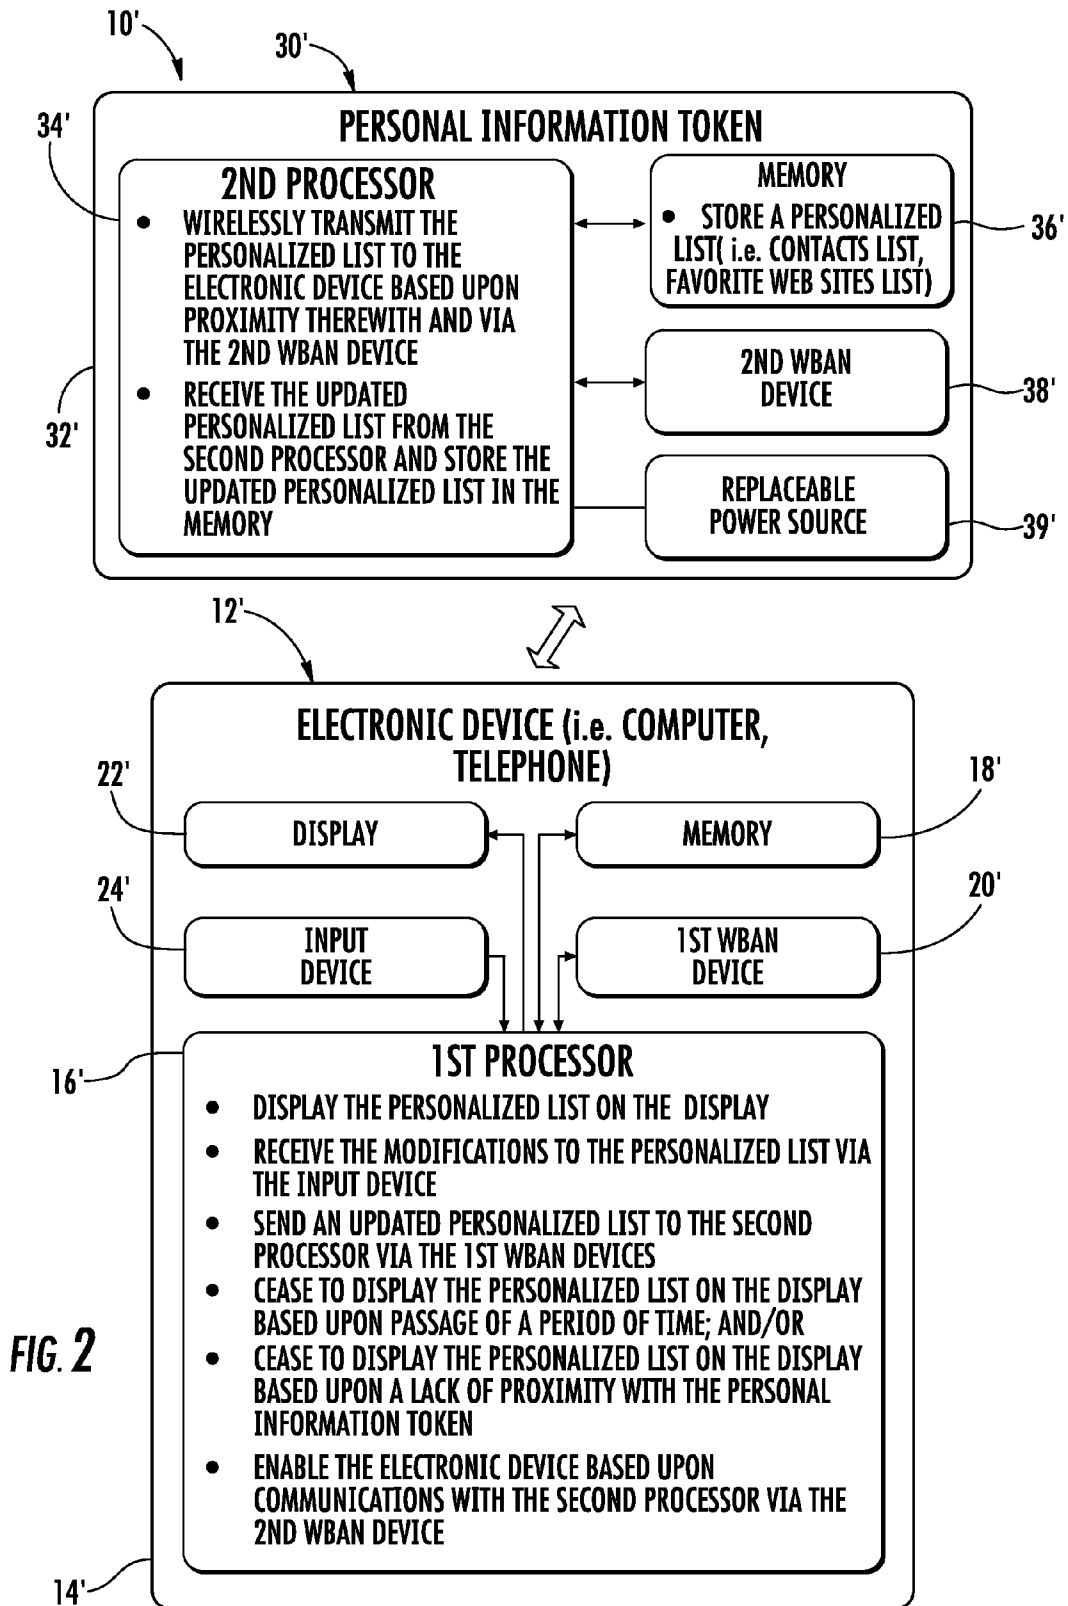 10'
30'
34'
PERSONAL INFORMATION TOKEN
2ND PROCESSOR
• WIRELESSLY TRANSMIT THE
PERSONALIZED LIST TO THE
ELECTRONIC DEVICE BASED UPON
PROXIMITY THEREWITH AND VIA
THE 2ND WBAN DEVICE
• RECEIVE THE UPDATED
PERSONALIZED LIST FROM THE
SECOND PROCESSOR AND STORE THE
UPDATED PERSONALIZED LIST IN THE
MEMORY
MEMORY
• STORE A PERSONALIZED
LIST( i.e. CONTACTS LIST,
FAVORITE WEB SITES LIST)
36'
2ND WBAN
DEVICE
38'
32'
REPLACEABLE
POWER SOURCE
39'
12'
ELECTRONIC DEVICE (i.e. COMPUTER,
TELEPHONE)
22'
DISPLAY
MEMORY
18'
24'
INPUT
DEVICE
1ST WBAN
DEVICE
20'
16'
1ST PROCESSOR
• DISPLAY THE PERSONALIZED LIST ON THE DISPLAY
• RECEIVE THE MODIFICATIONS TO THE PERSONALIZED LIST VIA
THE INPUT DEVICE
• SEND AN UPDATED PERSONALIZED LIST TO THE SECOND
PROCESSOR VIA THE 1ST WBAN DEVICES
• CEASE TO DISPLAY THE PERSONALIZED LIST ON THE DISPLAY
BASED UPON PASSAGE OF A PERIOD OF TIME; AND/OR
• CEASE TO DISPLAY THE PERSONALIZED LIST ON THE DISPLAY
BASED UPON A LACK OF PROXIMITY WITH THE PERSONAL
INFORMATION TOKEN
• ENABLE THE ELECTRONIC DEVICE BASED UPON
COMMUNICATIONS WITH THE SECOND PROCESSOR VIA THE
2ND WBAN DEVICE
FIG. 2
14'